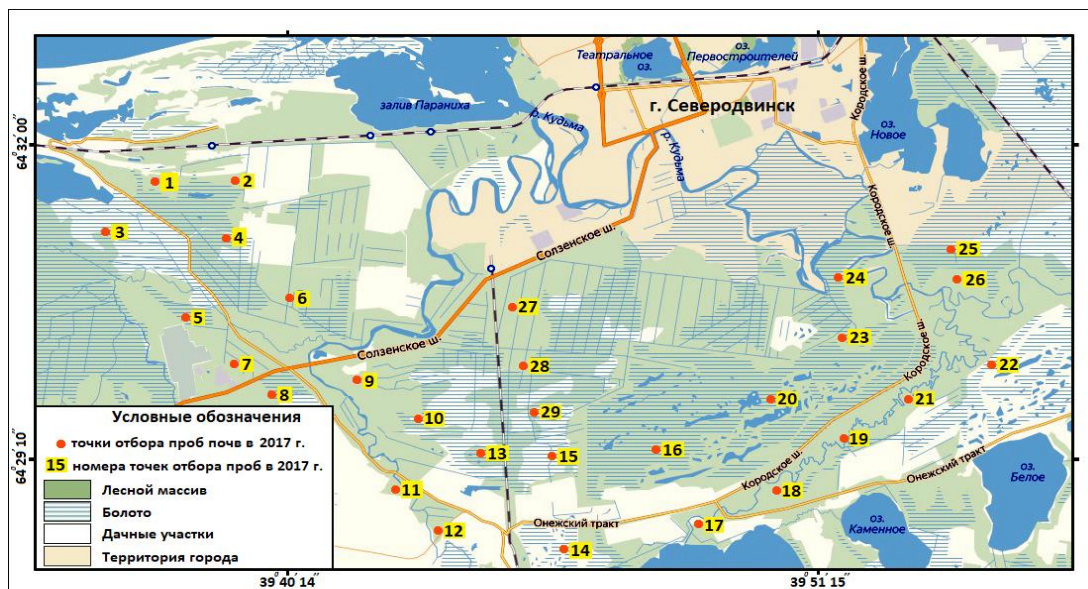 Театральное
оз.
оз.
Первостроителей
Кородское ш.
залив Параниха
г. Северодвинск
р. Кудьма
р. Кудьма
оз.
Новое
64° 32′ 00″
1
2
3
4
Кородское ш.
Солзенское ш.
25
24
26
6
27
5
Солзенское ш.
23
Кородское ш
7
28
22
9
8
20
21
10
29
Условные обозначения
точки отбора проб почв в 2017 г.
15 номера точек отбора проб в 2017 г.
Лесной массив
Болото
Дачные участки
Территория города
64° 29′ 10″
13
15
16
19
Кородское ш.
Онежский тракт
оз.
Белое
11
18
12
Онежский тракт
17
оз.
Каменное
14
39° 40′ 14″
39° 51′ 15″